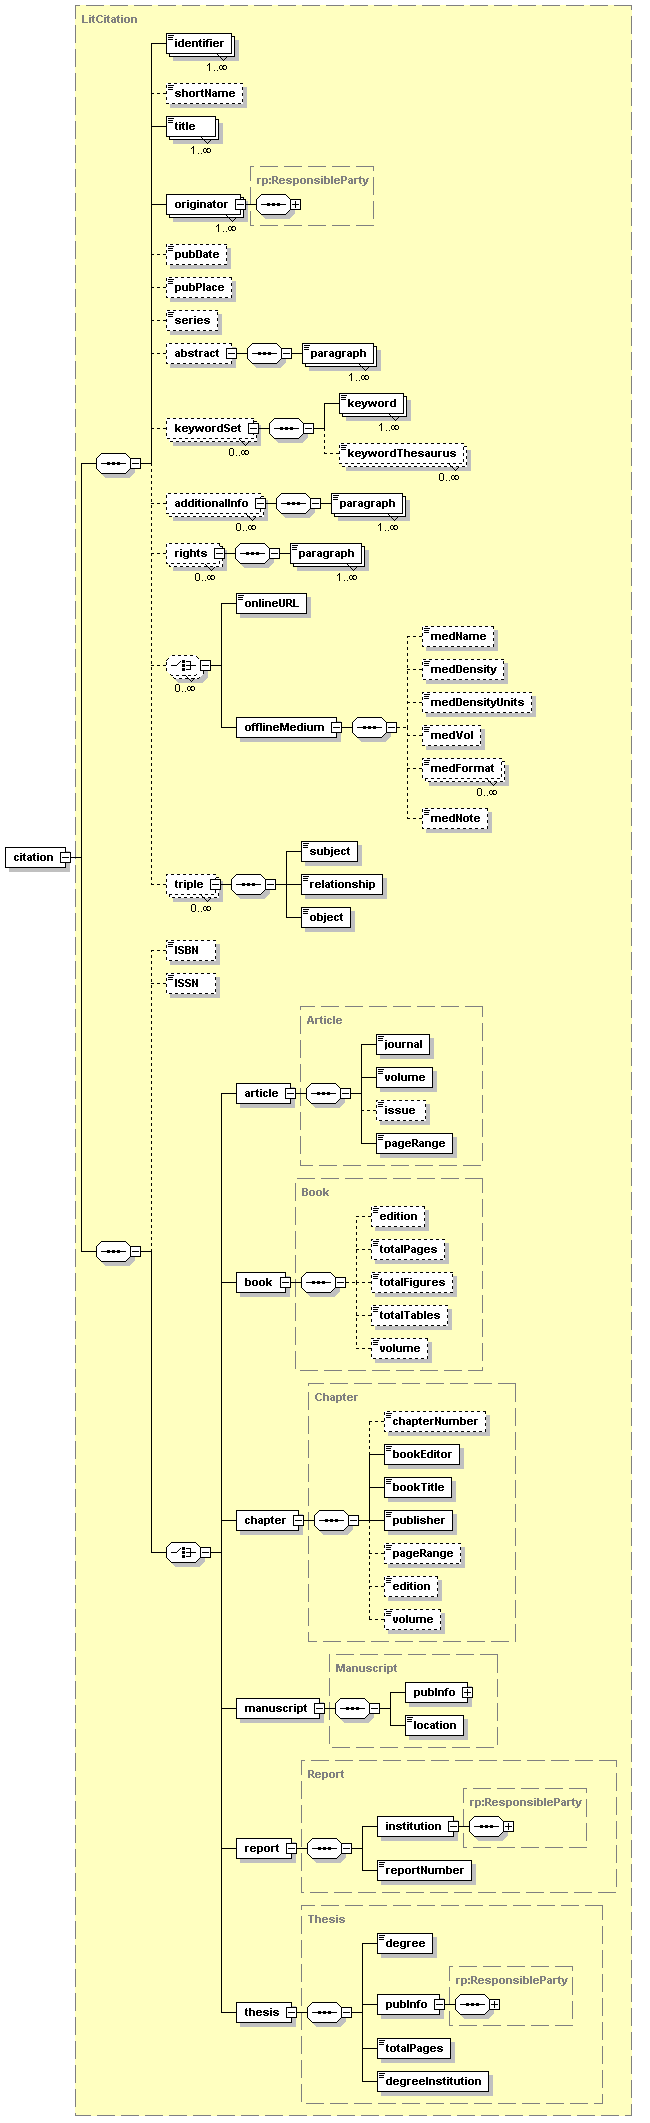 LitCitation
identifier
1..∞
shortName
title
1..∞
rp:ResponsibleParty
originator
1..∞
pubDate
pubPlace
series
abstract
paragraph
1..∞
keyword
1..∞
keywordSet
0..∞
keywordThesaurus
0..∞
additionalInfo
0..∞
paragraph
1..∞
rights
0..∞
paragraph
1..∞
onlineURL
0..∞
medName
medDensity
medDensityUnits
offlineMedium
medVol
medFormat
0..∞
medNote
citation
subject
triple
0..∞
relationship
object
ISBN
ISSN
Article
journal
volume
article
issue
pageRange
Book
edition
totalPages
book
totalFigures
totalTables
volume
Chapter
chapterNumber
bookEditor
bookTitle
chapter
publisher
pageRange
edition
volume
Manuscript
pubInfo
manuscript
location
Report
rp:ResponsibleParty
institution
report
reportNumber
Thesis
degree
rp:ResponsibleParty
pubInfo
thesis
totalPages
degreeInstitution